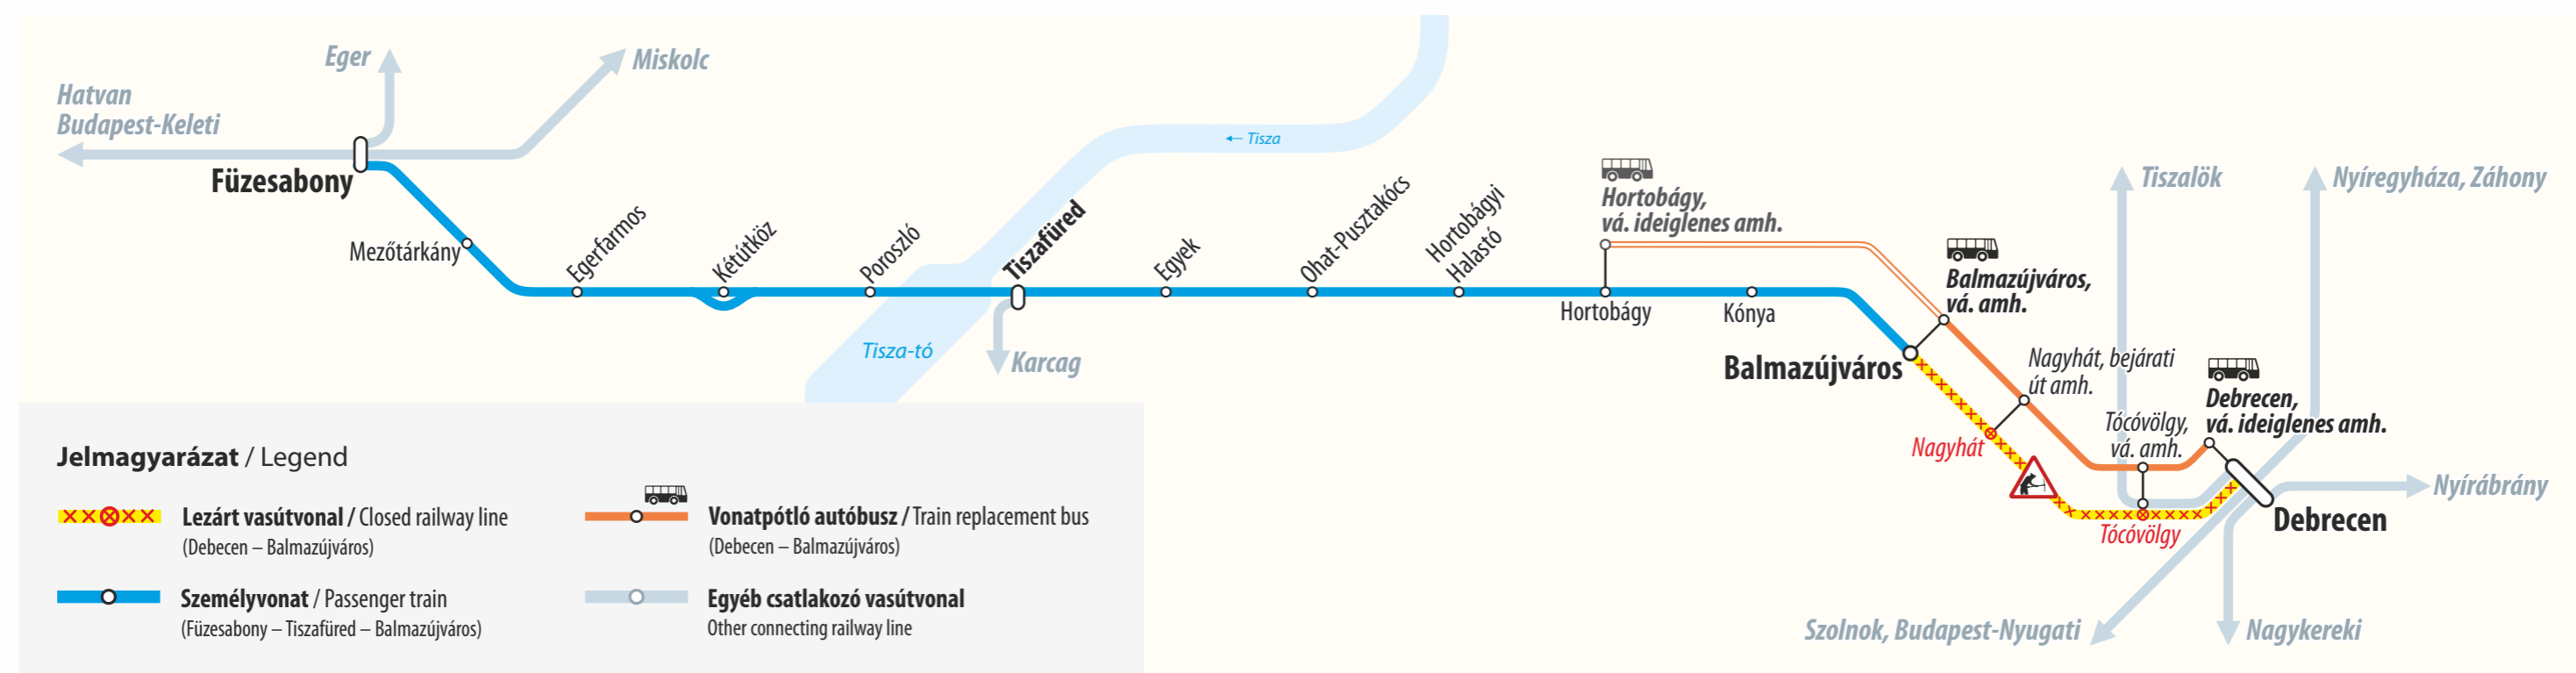 Eger
Miskolc
Hatvan
Budapest-Keleti
Füzesabony
Mezőtárkány
Egerfarmos
Kétútköz
Poroszló
Tiszafüred
Karcag
← Tisza
Tisza-tó
Egyek
Ohat-Pusztakócs
Hortobágyi
Halastó
Hortobágy,
vá. ideiglenes amh.
Hortobágy
Kónya
Balmazújváros,
vá. amh.
Balmazújváros
Nagyhát, bejárati
út amh.
Nagyhát
Tócóvölgy,
vá. amh.
Tócóvölgy
Debrecen,
vá. ideiglenes amh.
Debrecen
Tiszalök
Nyíregyháza, Záhony
Nyírábrány
Szolnok, Budapest-Nyugati
Nagykereki
Jelmagyarázat / Legend
Lezárt vasútvonal / Closed railway line
(Debecen – Balmazújváros)
Személyvonat / Passenger train
(Füzesabony – Tiszafüred – Balmazújváros)
Vonatpótló autóbusz / Train replacement bus
(Debecen – Balmazújváros)
Egyéb csatlakozó vasútvonal
Other connecting railway line